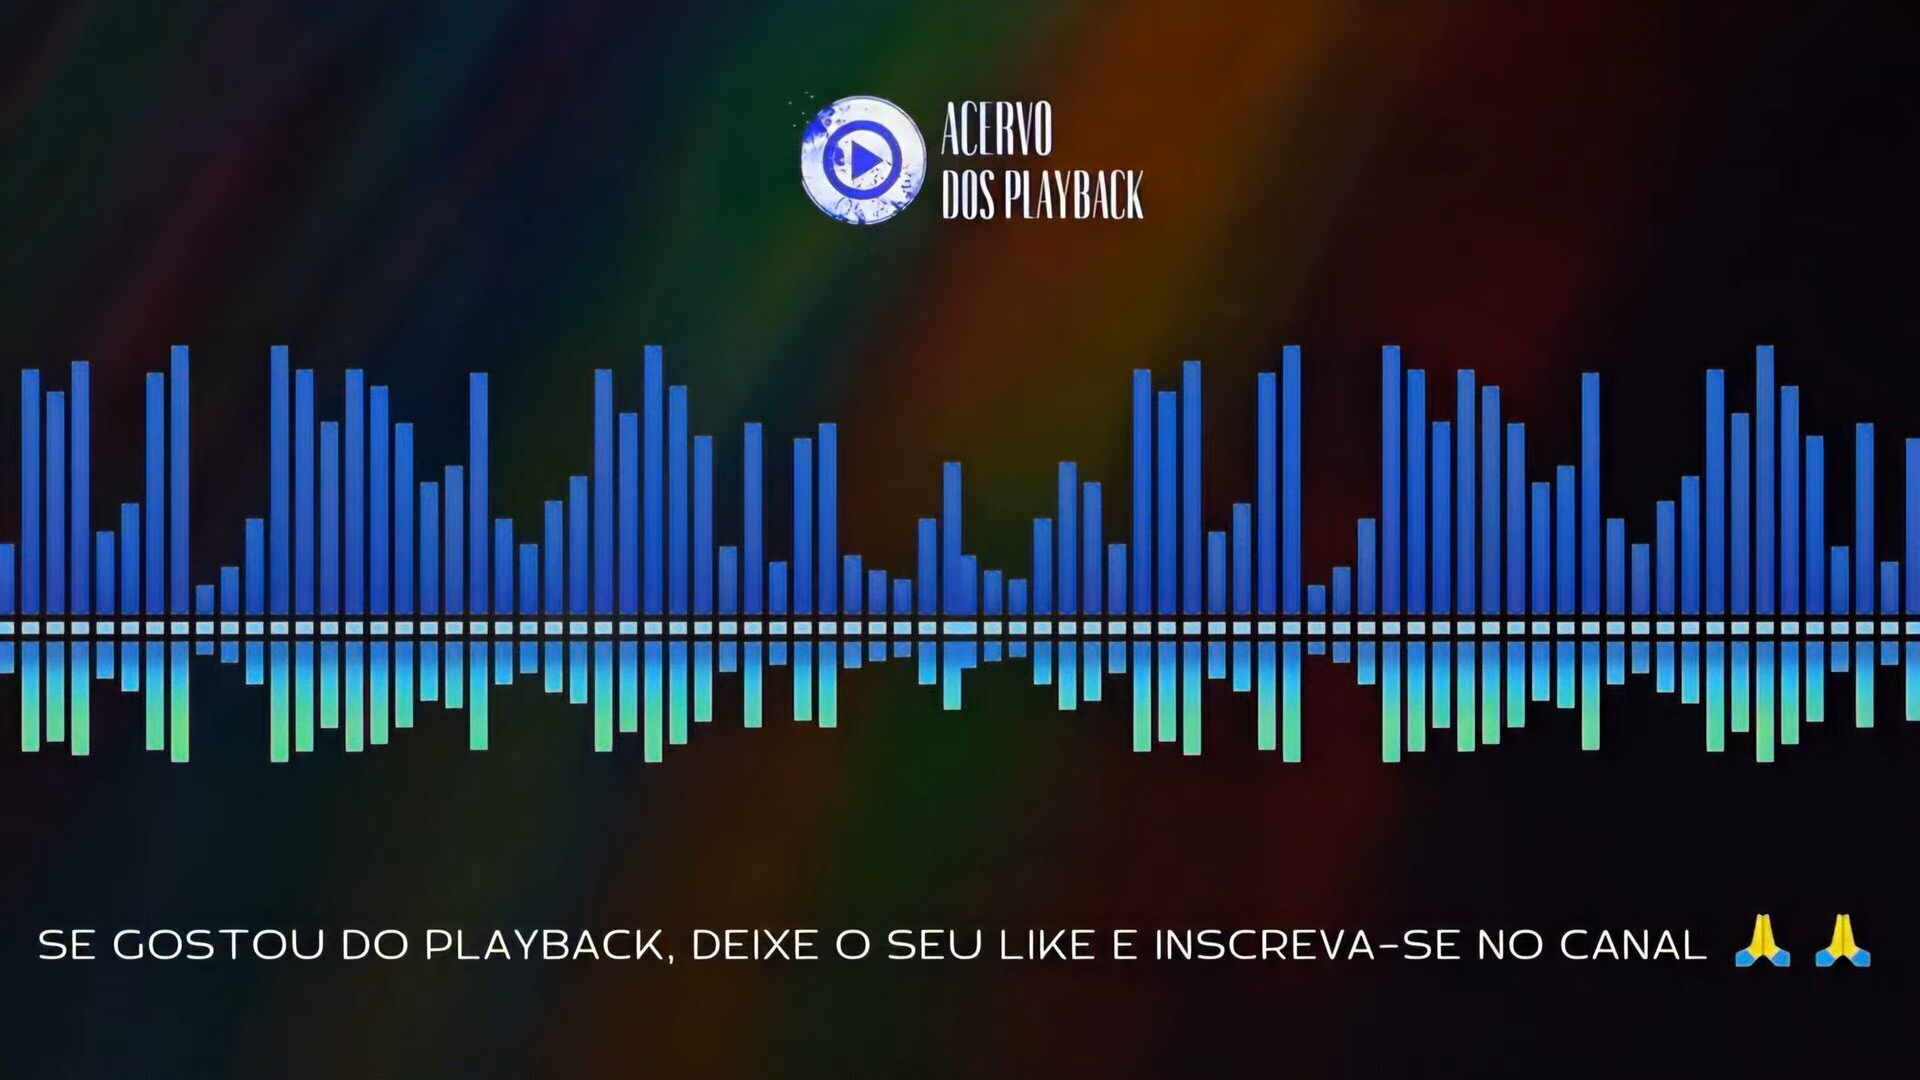 ACERVO
DOS PLAYBACK
SE GOSTOU DO PLAYBACK, DEIXE O SEU LIKE E INSCREVA-SE NO CANAL 🙏 🙏